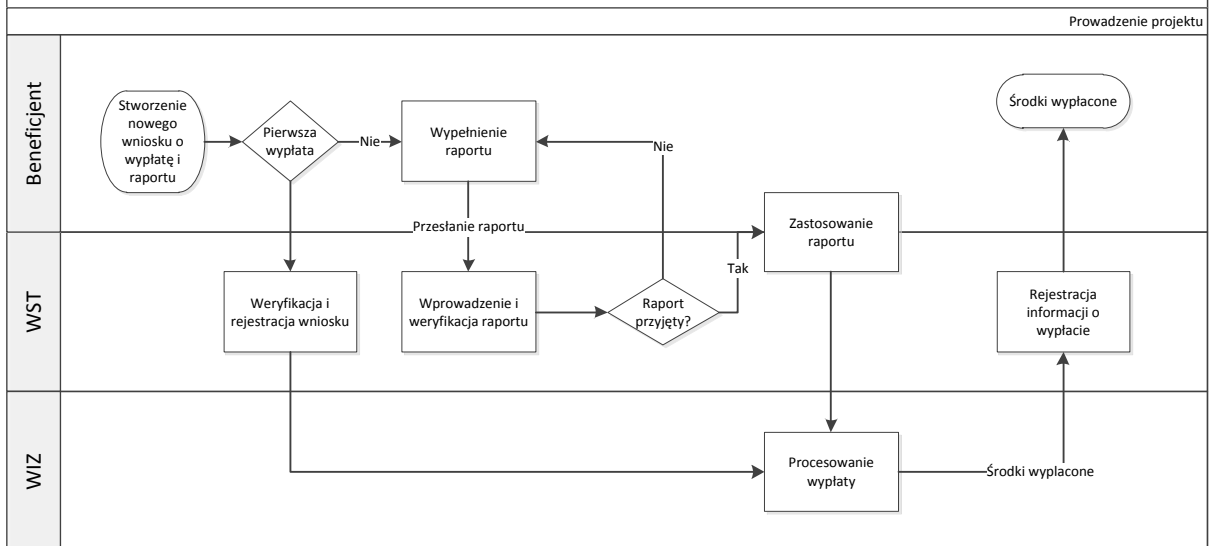 Prowadzenie projektu
Beneficjent
Stworzenie
nowego
wniosku o
wypłatę i
raportu
Pierwsza
wypłata
Nie
Wypełnienie
raportu
Nie
Środki wypłacone
Przesłanie raportu
Zastosowanie
raportu
WST
Weryfikacja i
rejestracja wniosku
Wprowadzenie i
weryfikacja raportu
Raport
przyjęty?
Tak
Rejestracja
informacji o
wypłacie
WIZ
Procesowanie
wypłaty
Środki wyplacone